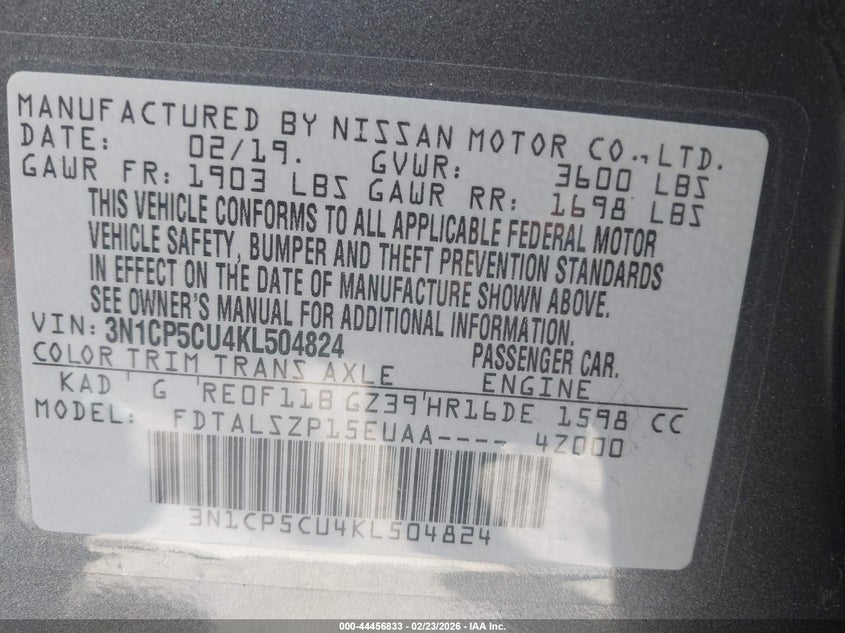 MANUFACTURED BY NISSAN MOTOR CO.,LTD.
DATE: 02/19. GVWR: 3600 LBS
GAWR FR: 1903 LBS GAWR RR: 1698 LBS
THIS VEHICLE CONFORMS TO ALL APPLICABLE FEDERAL MOTOR
VEHICLE SAFETY, BUMPER AND THEFT PREVENTION STANDARDS
IN EFFECT ON THE DATE OF MANUFACTURE SHOWN ABOVE.
SEE OWNER'S MANUAL FOR ADDITIONAL INFORMATION.
VIN: 3N1CP5CU4KL504824 PASSENGER CAR.
COLOR TRIM TRANS AXLE ENGINE
KAD G RE0F11B GZ39 HR16DE 1598 CC
MODEL: FDTALSZP15EUAA---- 4Z000
3N1CP5CU4KL504824
000-44456833 - 02/23/2026 - IAA Inc.